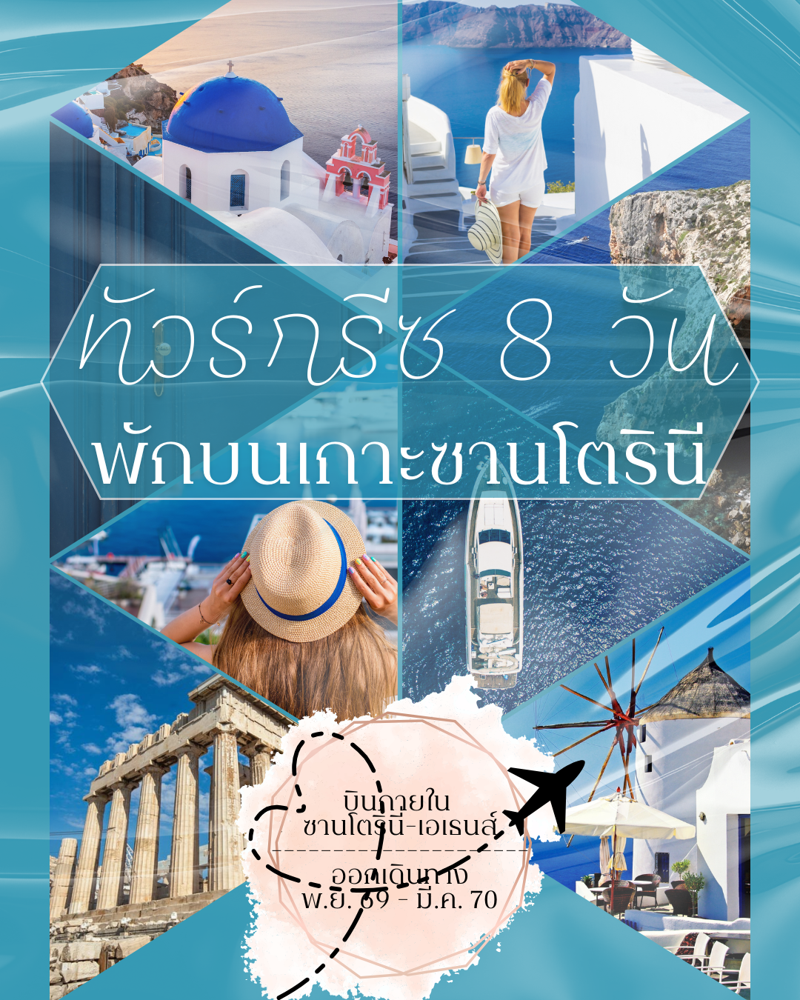 ทัวร์กรีซ 8 วัน
พักบนเกาะซานโตรินี
บินภายใน
ซานโตรินี่-เอเธนส์
ออกเดินทาง
พ.ย. 69 - มี.ค. 70